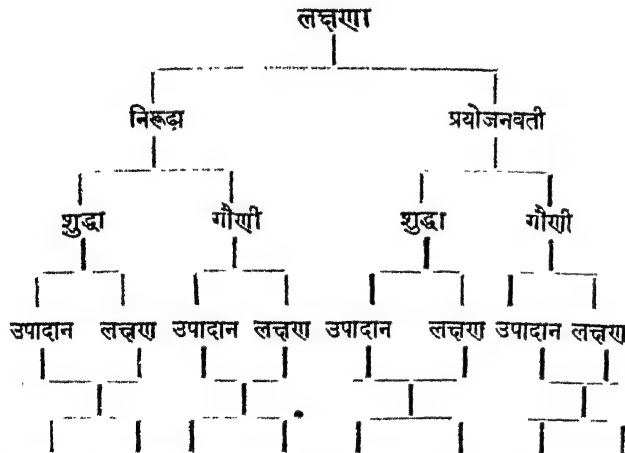 लक्षणा
निरूढ़ा प्रयोजनवती
शुद्धा गौणी शुद्धा गौणी
उपादान लक्षण उपादान लक्षण उपादान लक्षण उपादान लक्षण